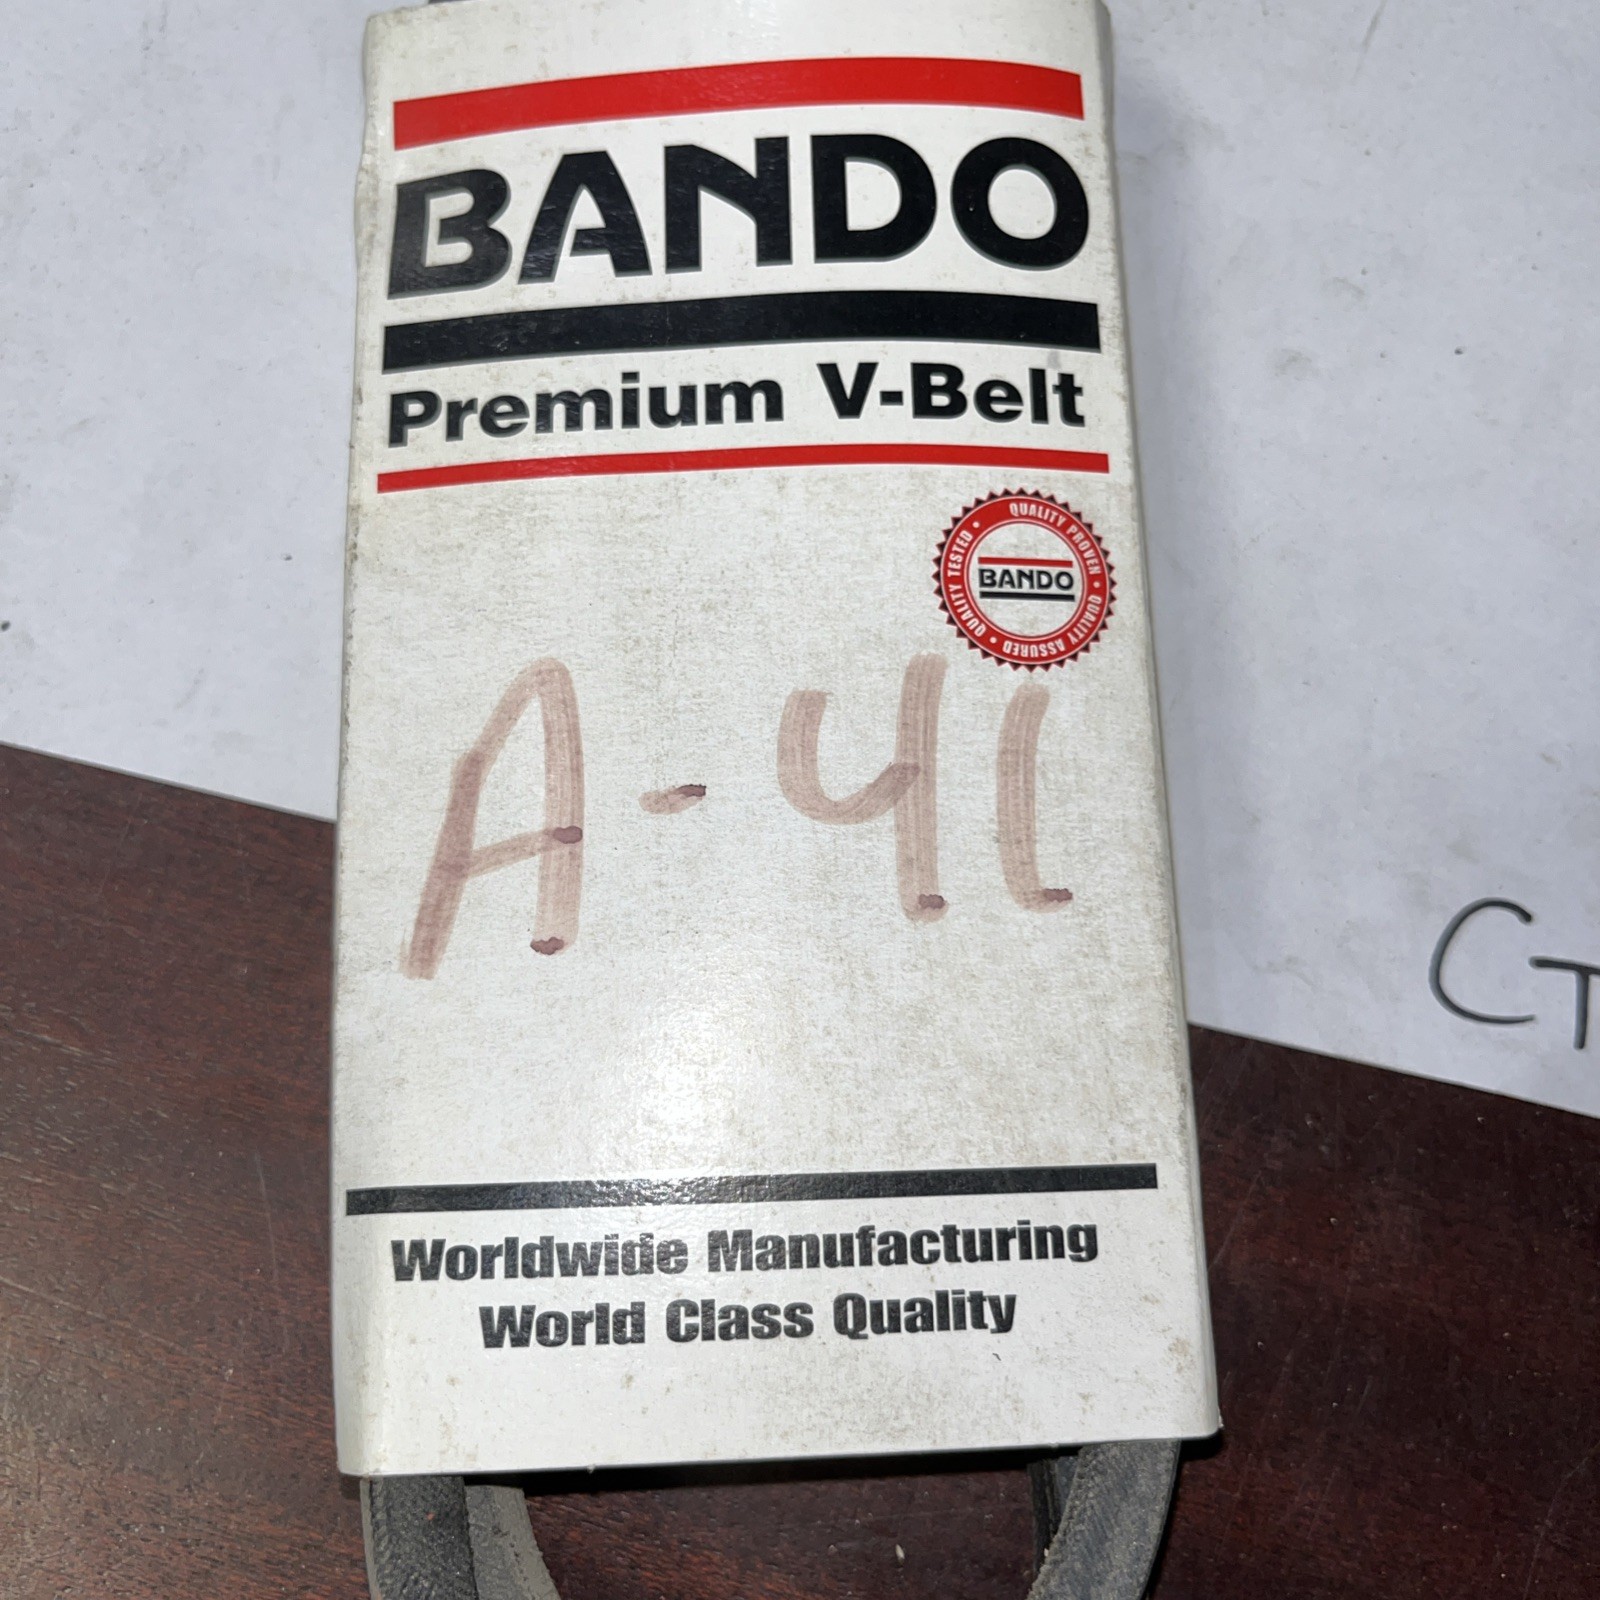 BANDO
Premium V-Belt
QUALITY TESTED • QUALITY PROVEN • QUALITY ASSURED •
BANDO
A-41
CT
Worldwide Manufacturing
World Class Quality